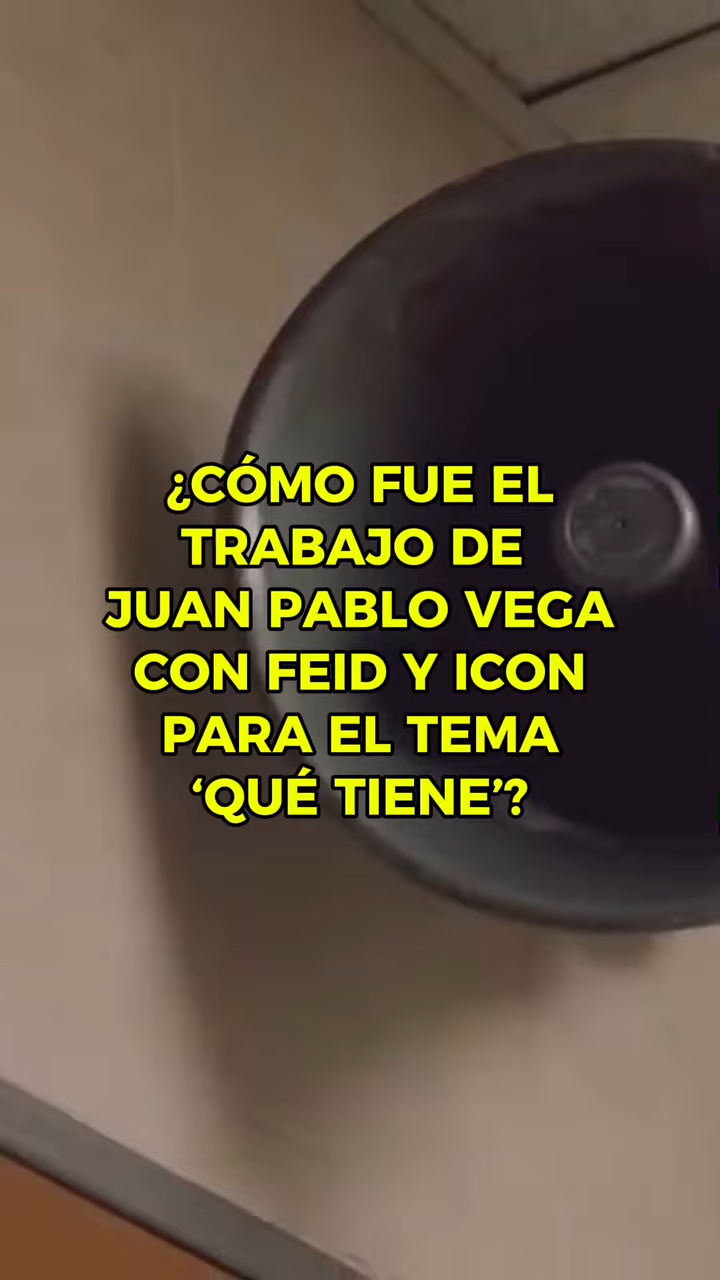 ¿CÓMO FUE EL
TRABAJO DE
JUAN PABLO VEGA
CON FEID Y ICON
PARA EL TEMA
‘QUÉ TIENE’?